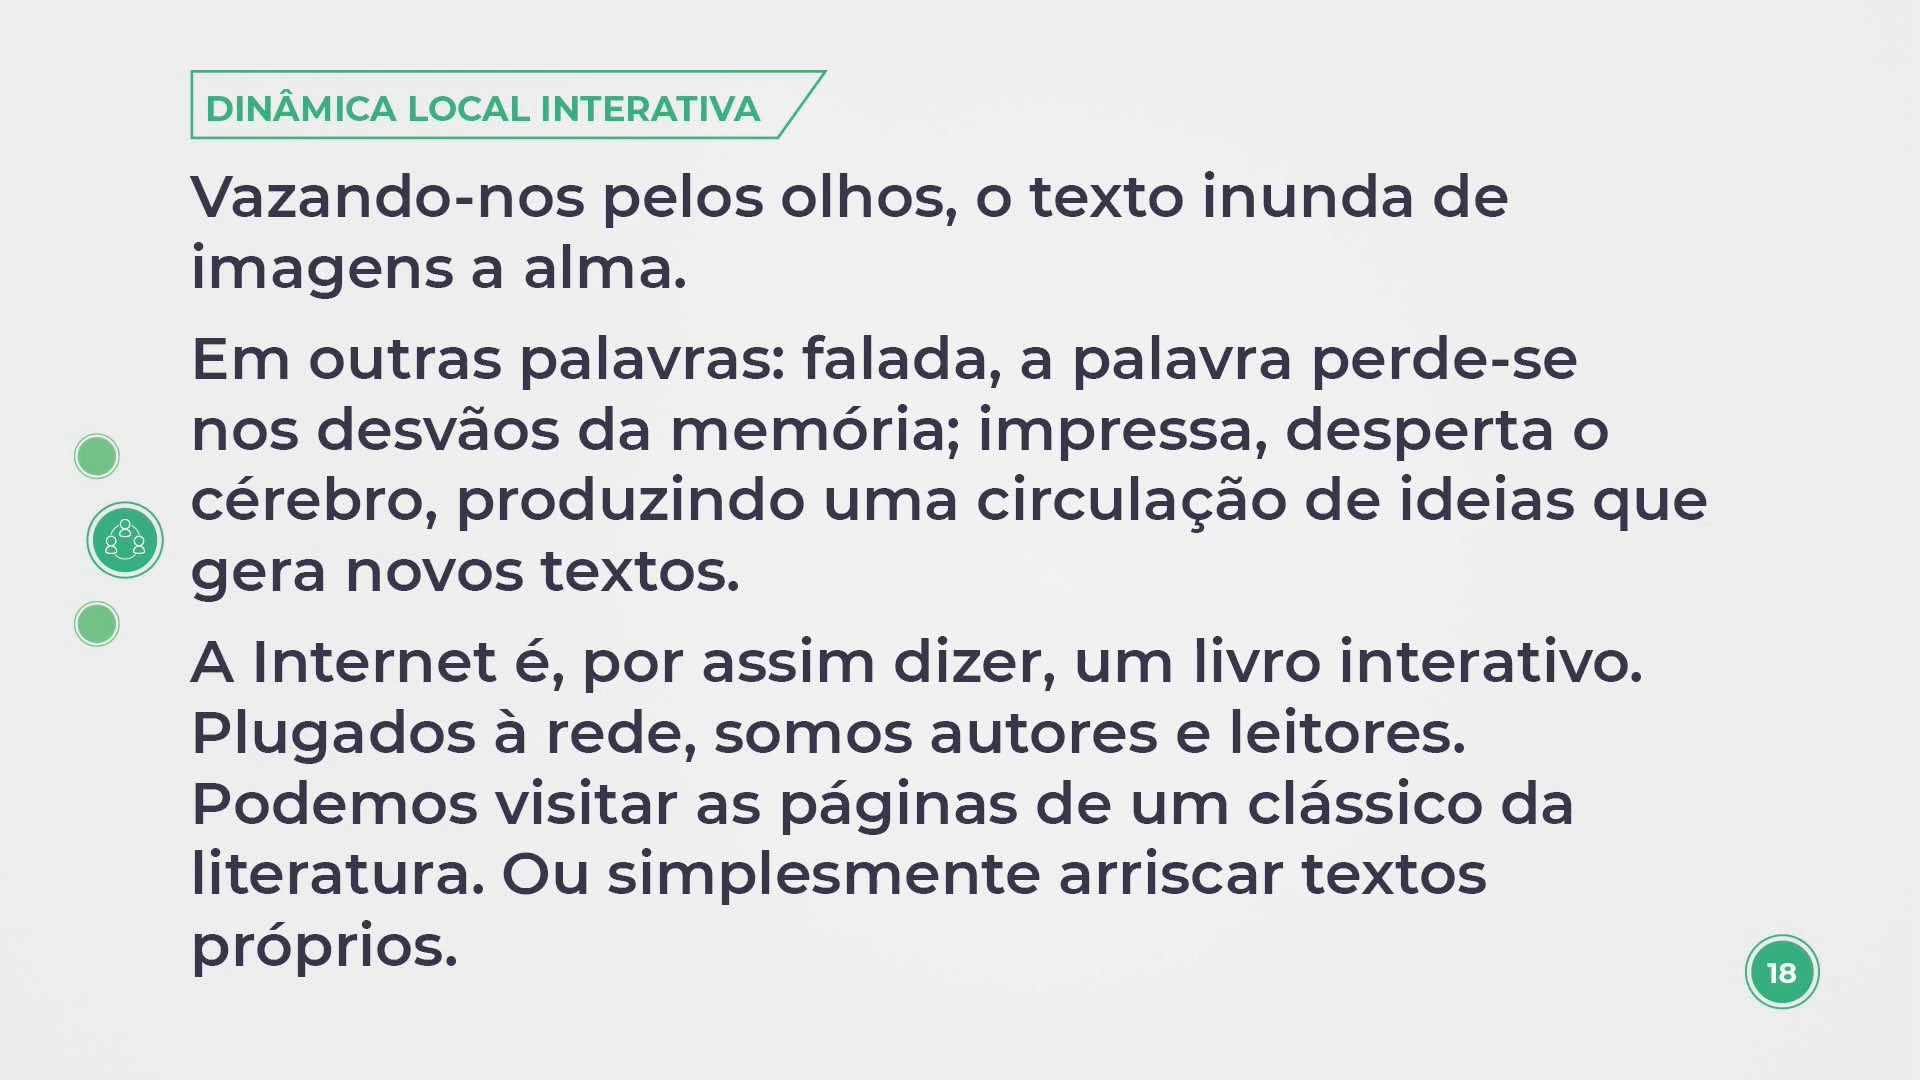 DINÂMICA LOCAL INTERATIVA
Vazando-nos pelos olhos, o texto inunda de
imagens a alma.
Em outras palavras: falada, a palavra perde-se
nos desvãos da memória; impressa, desperta o
cérebro, produzindo uma circulação de ideias que
gera novos textos.
A Internet é, por assim dizer, um livro interativo.
Plugados à rede, somos autores e leitores.
Podemos visitar as páginas de um clássico da
literatura. Ou simplesmente arriscar textos
próprios.
18